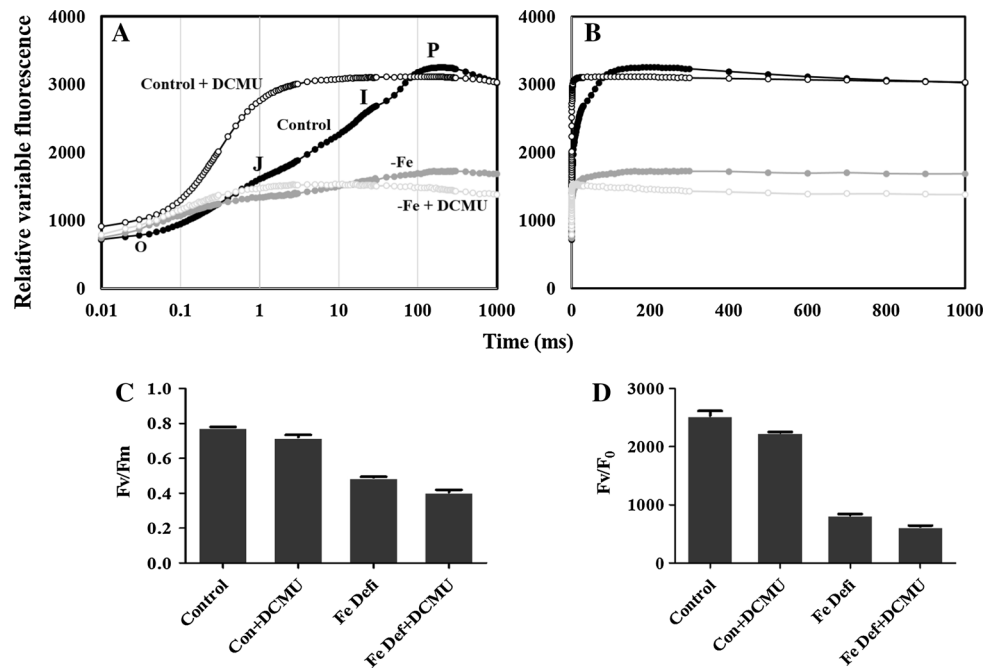 Relative variable fluorescence
4000
3000
2000
1000
0
A
Control + DCMU
Control
P
I
J
O
-Fe
-Fe + DCMU
0.01 0.1 1 10 100 1000
4000
3000
2000
1000
0
B
0 200 400 600 800 1000
Time (ms)
C
Fv/Fm
1.0
0.8
0.6
0.4
0.2
0.0
Control
Con+DCMU
Fe Defi
Fe Def+DCMU
D
Fv/F0
3000
2000
1000
0
Control
Con+DCMU
Fe Defi
Fe Def+DCMU